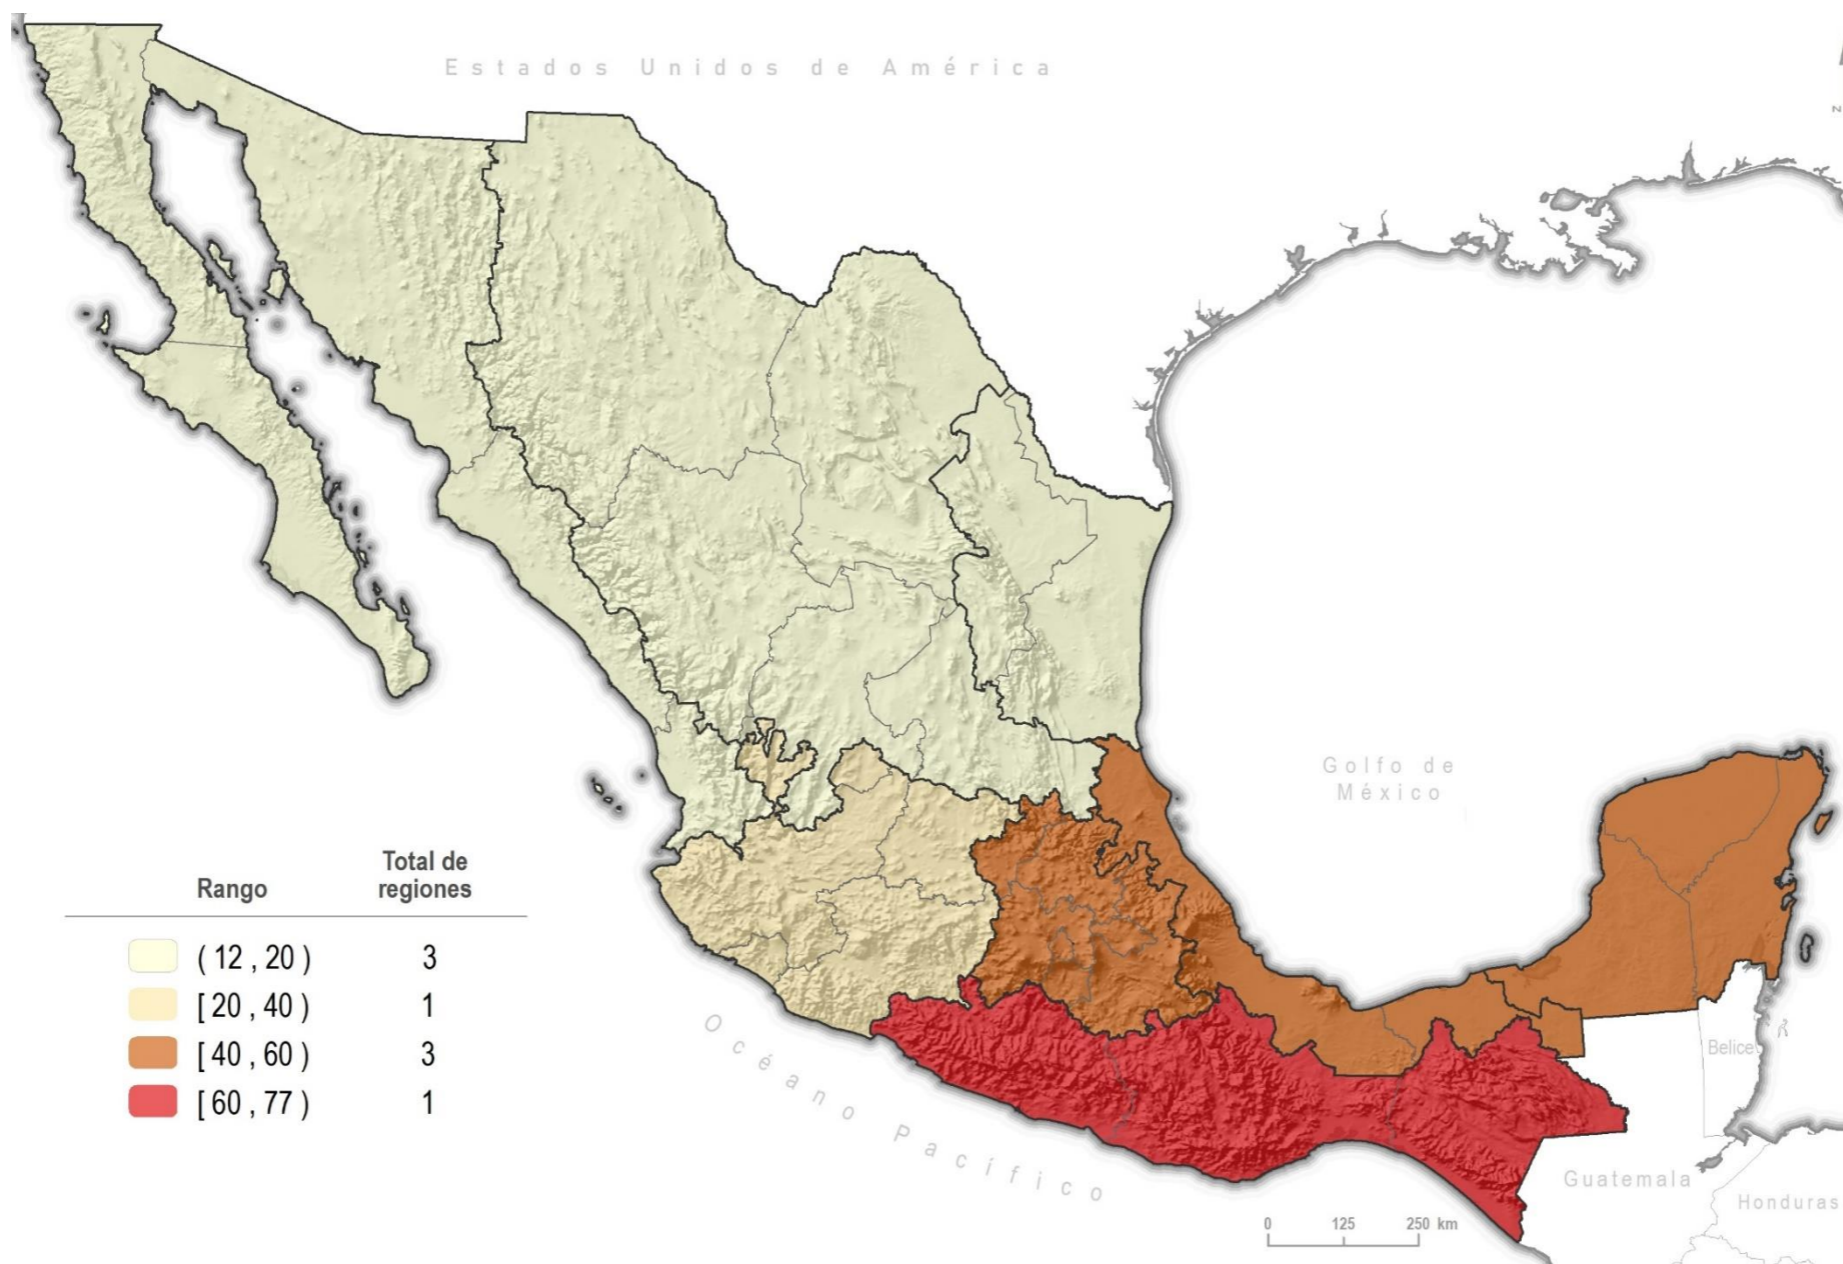 Estados Unidos de América
N
Golfo de
México
Rango
Total de
regiones
( 12 , 20 ) 3
[ 20 , 40 ) 1
[ 40 , 60 ) 3
[ 60 , 77 ) 1
Océano Pacífico
Belice
Guatemala
Honduras
0 125 250 km